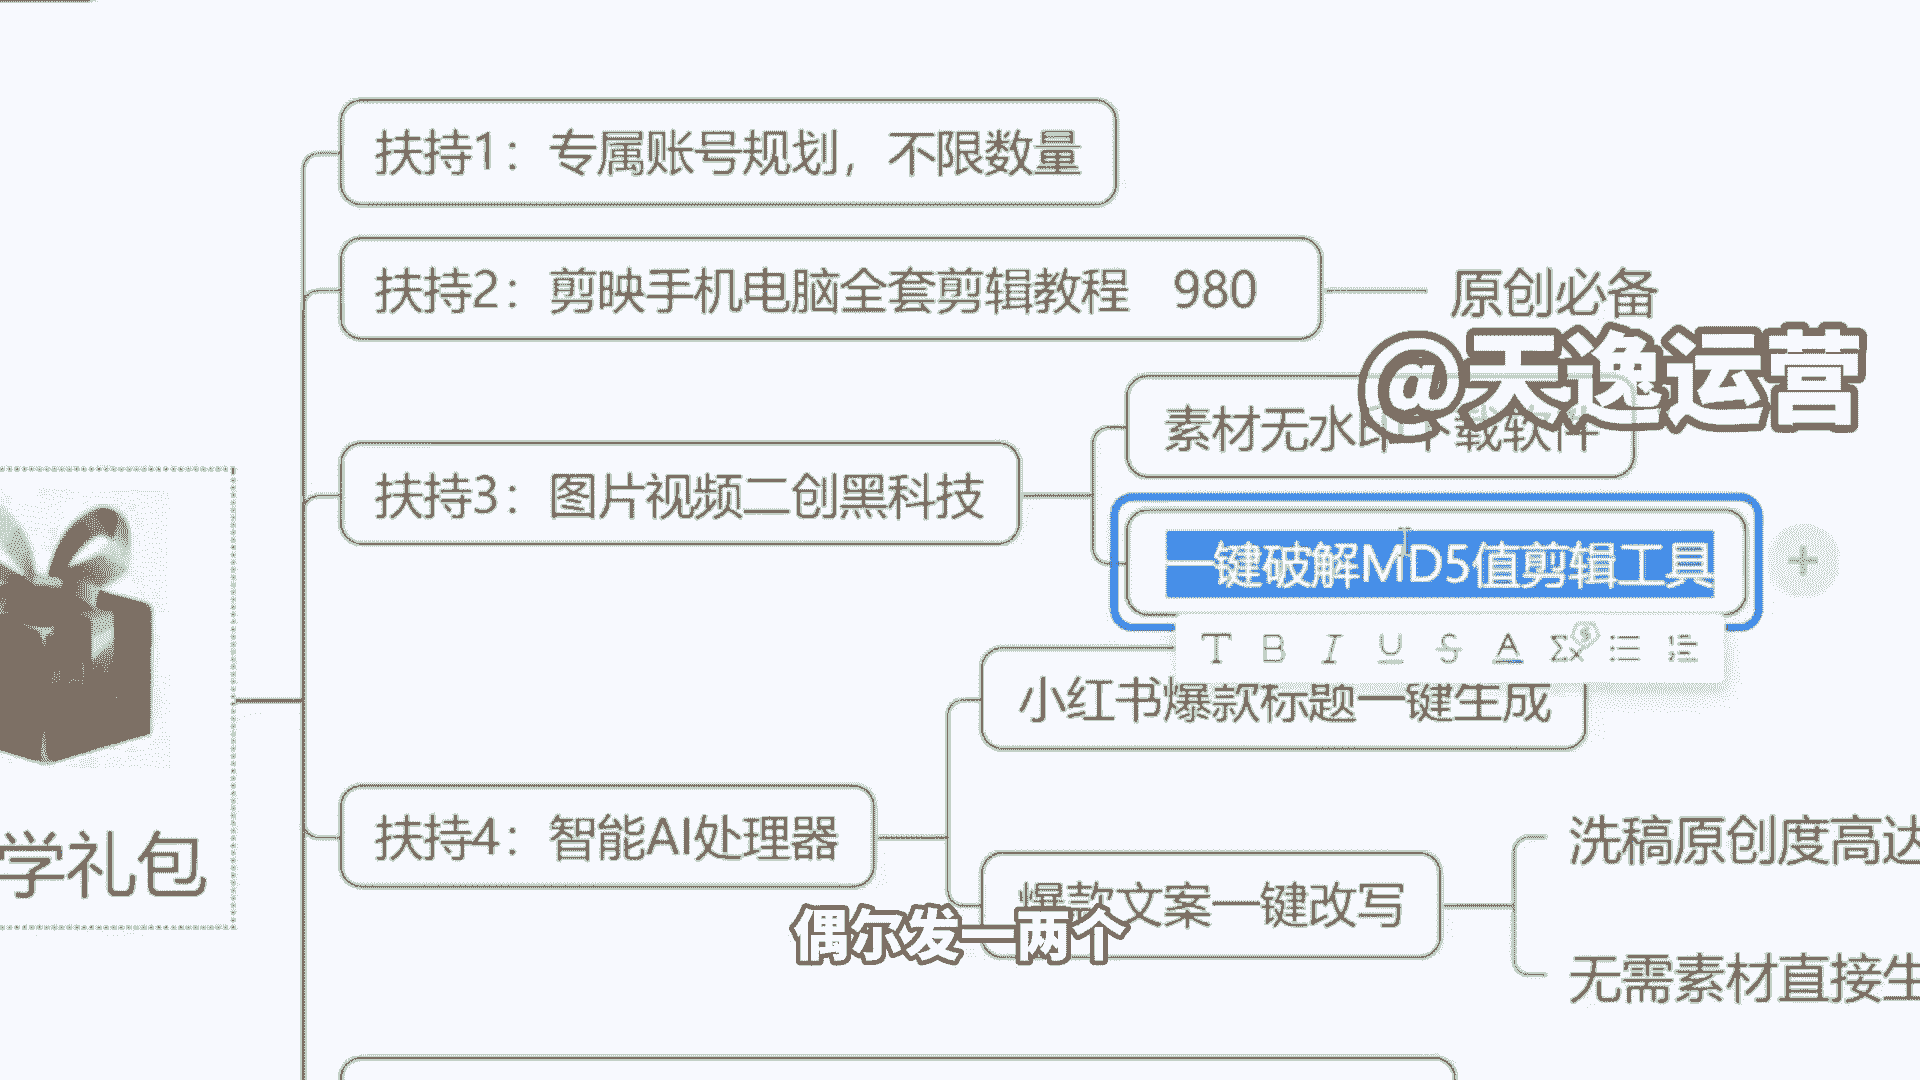 扶持1：专属账号规划，不限数量
扶持2：剪映手机电脑全套剪辑教程 980
原创必备
@天逸运营
素材无水印下载软件
扶持3：图片视频二创黑科技
一键破解MD5值剪辑工具
T B I U S A Σx
小红书爆款标题一键生成
扶持4：智能AI处理器
洗稿原创度高达
学礼包
爆款文案一键改写
偶尔发一两个
无需素材直接生